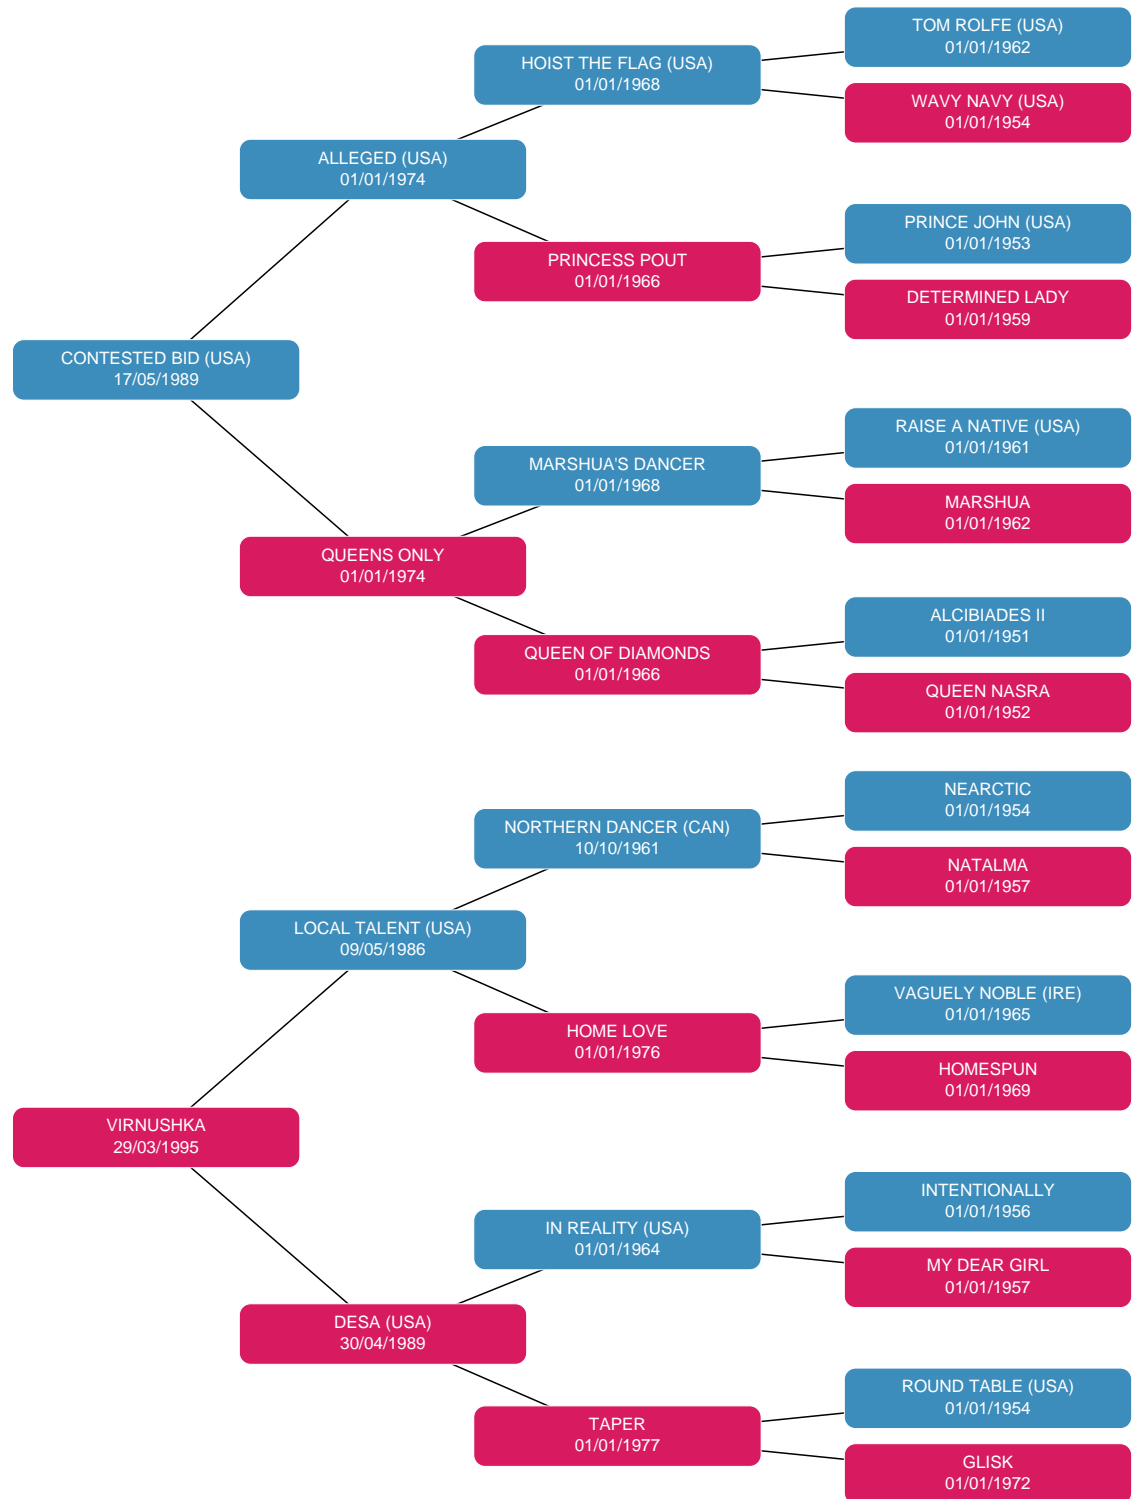 TOM ROLFE (USA)
01/01/1962
HOIST THE FLAG (USA)
01/01/1968
WAVY NAVY (USA)
01/01/1954
ALLEGED (USA)
01/01/1974
PRINCE JOHN (USA)
01/01/1953
PRINCESS POUT
01/01/1966
DETERMINED LADY
01/01/1959
CONTESTED BID (USA)
17/05/1989
RAISE A NATIVE (USA)
01/01/1961
MARSHUA'S DANCER
01/01/1968
MARSHUA
01/01/1962
QUEENS ONLY
01/01/1974
ALCIBIADES II
01/01/1951
QUEEN OF DIAMONDS
01/01/1966
QUEEN NASRA
01/01/1952
NEARCTIC
01/01/1954
NORTHERN DANCER (CAN)
10/10/1961
NATALMA
01/01/1957
LOCAL TALENT (USA)
09/05/1986
VAGUELY NOBLE (IRE)
01/01/1965
HOME LOVE
01/01/1976
HOMESPUN
01/01/1969
VIRNUSHKA
29/03/1995
INTENTIONALLY
01/01/1956
IN REALITY (USA)
01/01/1964
MY DEAR GIRL
01/01/1957
DESA (USA)
30/04/1989
ROUND TABLE (USA)
01/01/1954
TAPER
01/01/1977
GLISK
01/01/1972